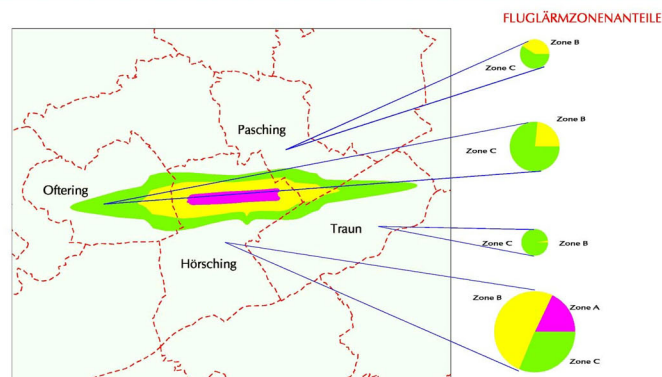 FLUGLÄRMZONENANTEILE
Zone B
Zone C
Pasching
Zone B
Zone C
Oftering
Traun
Zone C
Zone B
Hörsching
Zone B
Zone A
Zone C